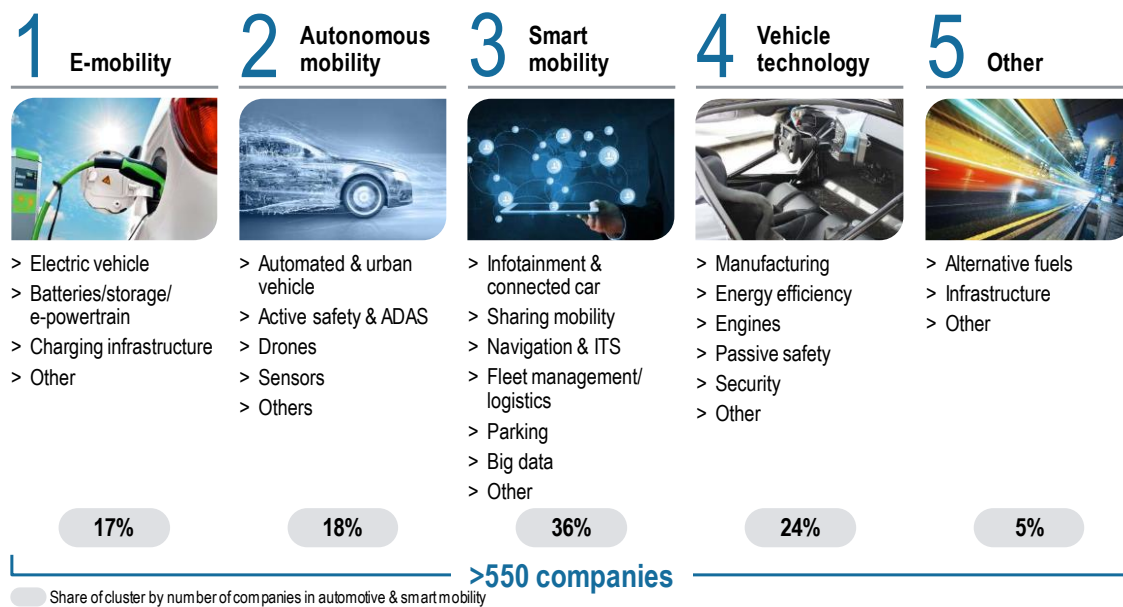 1 E-mobility
2 Autonomous
mobility
3 Smart
mobility
4 Vehicle
technology
5 Other
> Electric vehicle
> Batteries/storage/
e-powertrain
> Charging infrastructure
> Other
> Automated & urban
vehicle
> Active safety & ADAS
> Drones
> Sensors
> Others
> Infotainment &
connected car
> Sharing mobility
> Navigation & ITS
> Fleet management/
logistics
> Parking
> Big data
> Other
> Manufacturing
> Energy efficiency
> Engines
> Passive safety
> Security
> Other
> Alternative fuels
> Infrastructure
> Other
17%
18%
36%
24%
5%
>550 companies
Share of cluster by number of companies in automotive & smart mobility